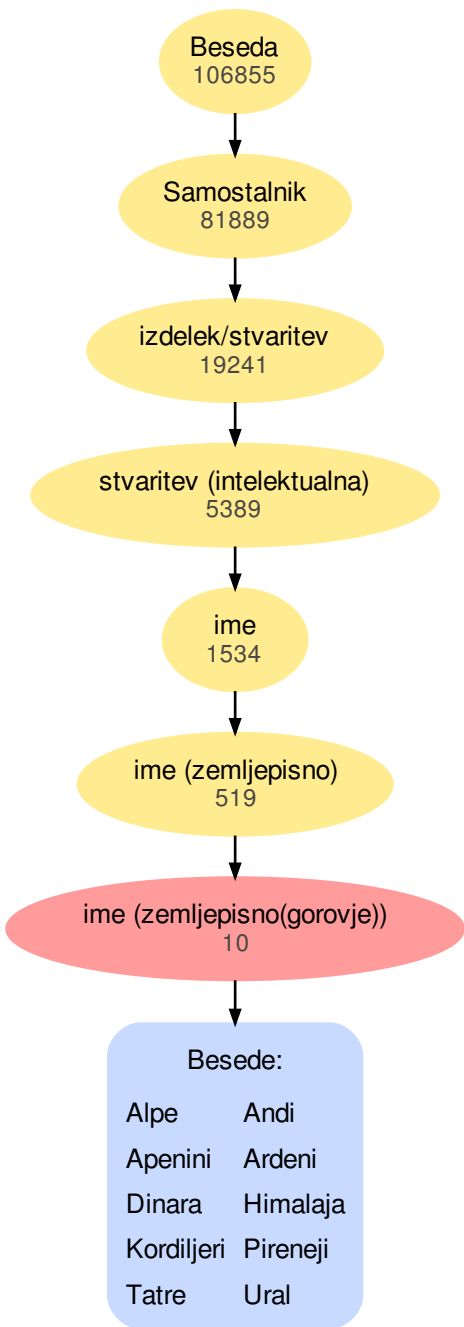 Beseda
106855
Samostalnik
81889
izdelek/stvaritev
19241
stvaritev (intelektualna)
5389
ime
1534
ime (zemljepisno)
519
ime (zemljepisno(gorovje))
10
Besede:
Alpe Andi
Apenini Ardeni
Dinara Himalaja
Kordiljeri Pireneji
Tatre Ural